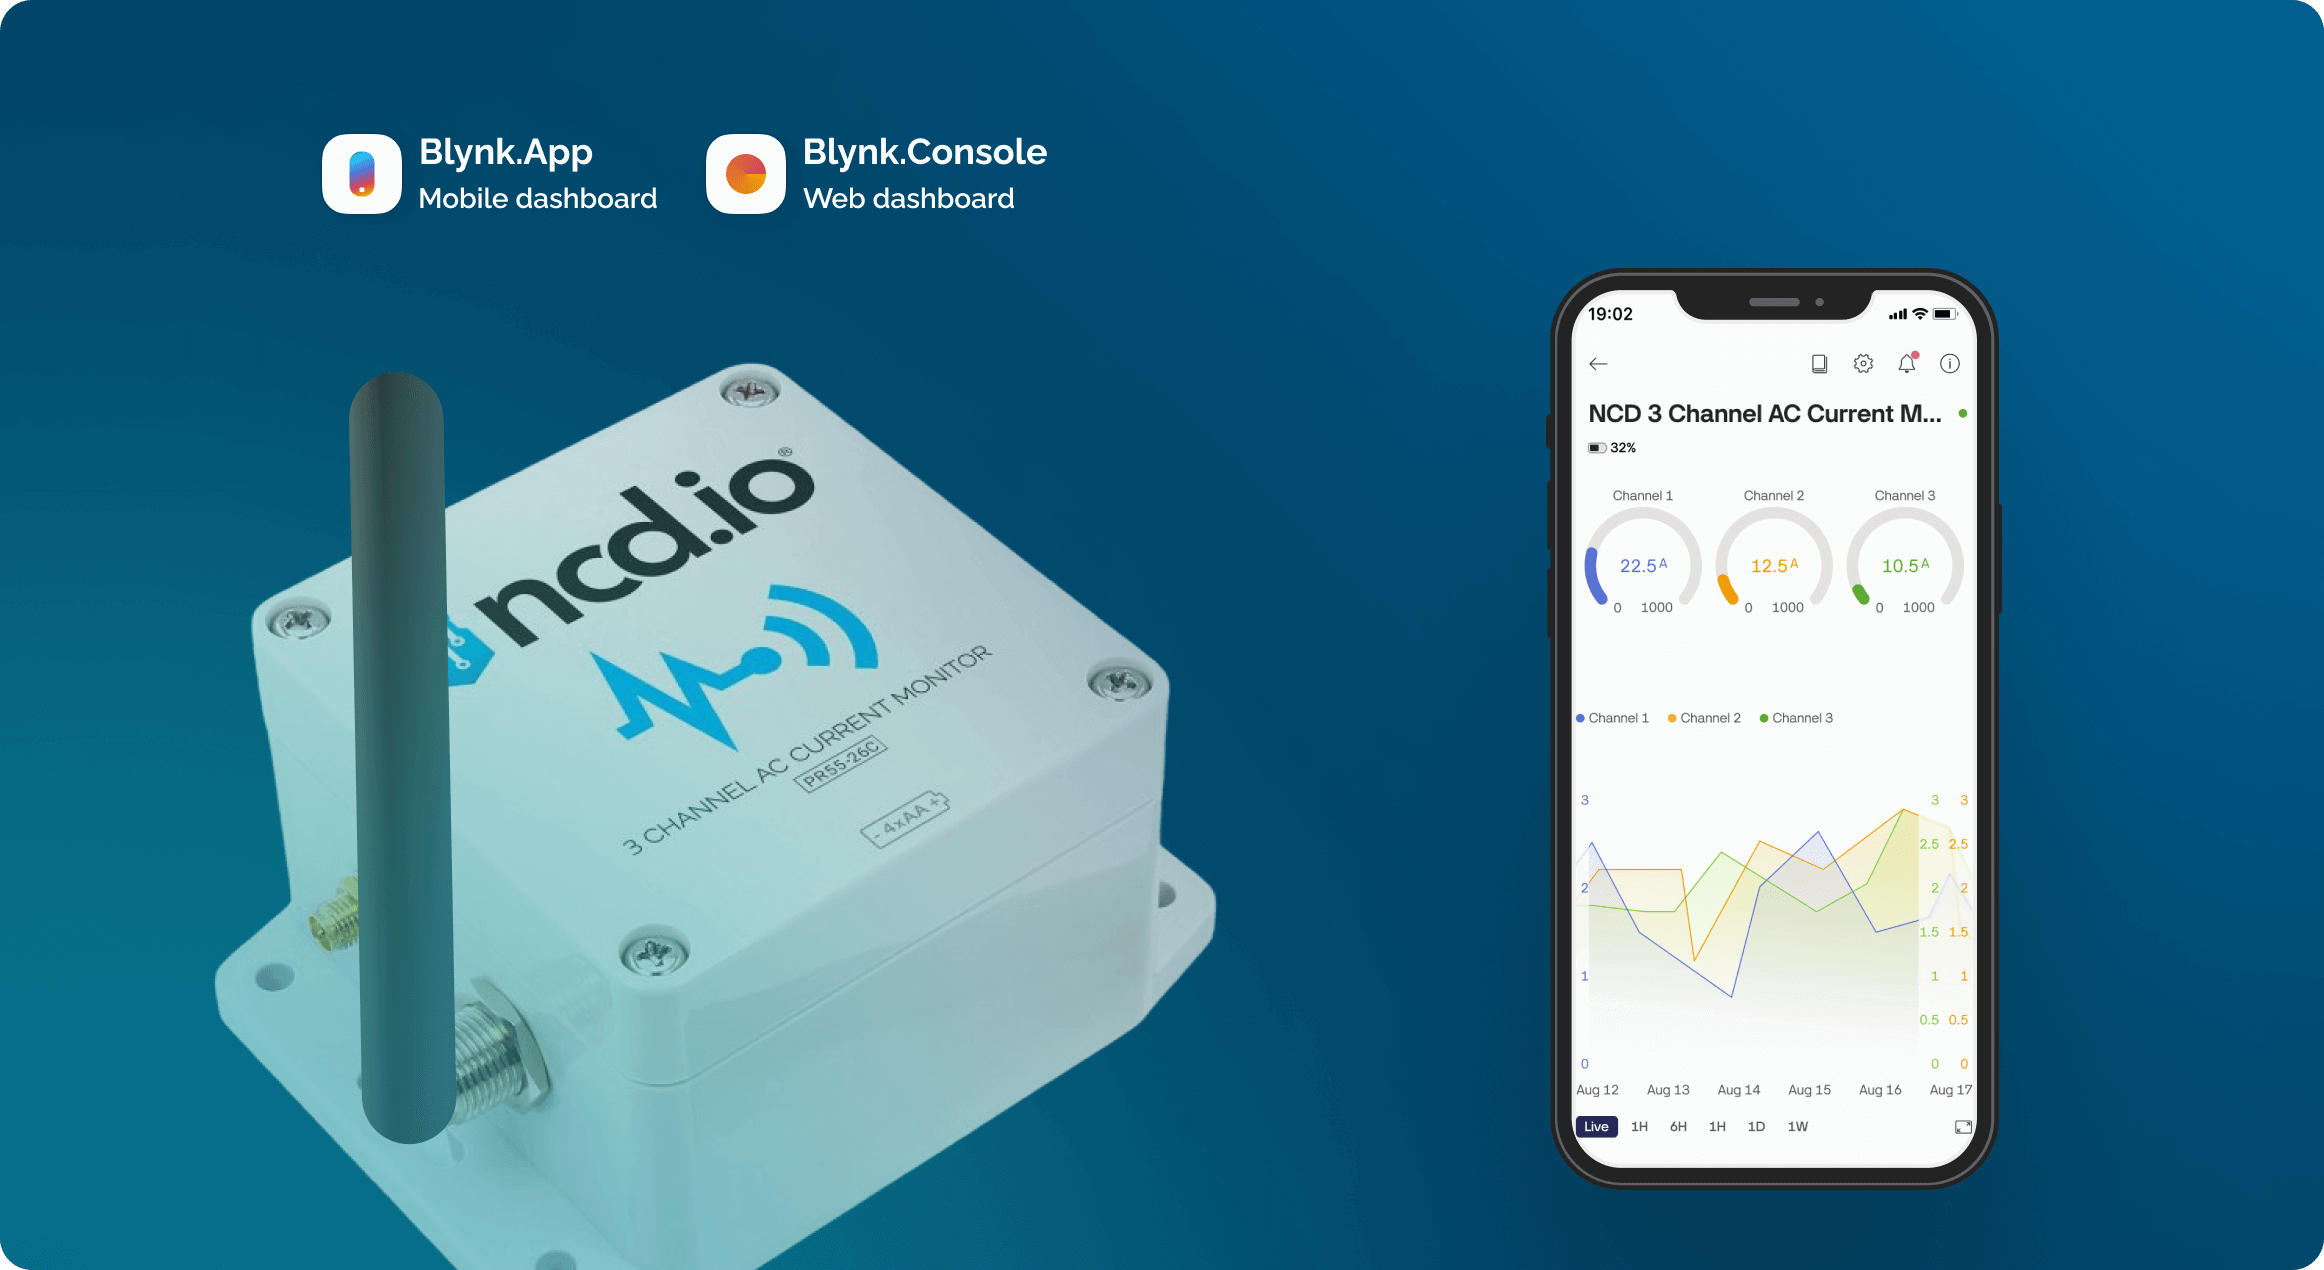 Blynk.App
Mobile dashboard
Blynk.Console
Web dashboard
ncd.io®
3 CHANNEL AC CURRENT MONITOR
PR55-26C
- 4xAA +
19:02
NCD 3 Channel AC Current M...
32%
Channel 1 Channel 2 Channel 3
22.5 A 12.5 A 10.5 A
0 1000 0 1000 0 1000
Channel 1 Channel 2 Channel 3
3 3 3
2.5 2.5
2 2 2
1.5 1.5
1 1 1
0.5 0.5
0 0 0
Aug 12 Aug 13 Aug 14 Aug 15 Aug 16 Aug 17
Live 1H 6H 1H 1D 1W